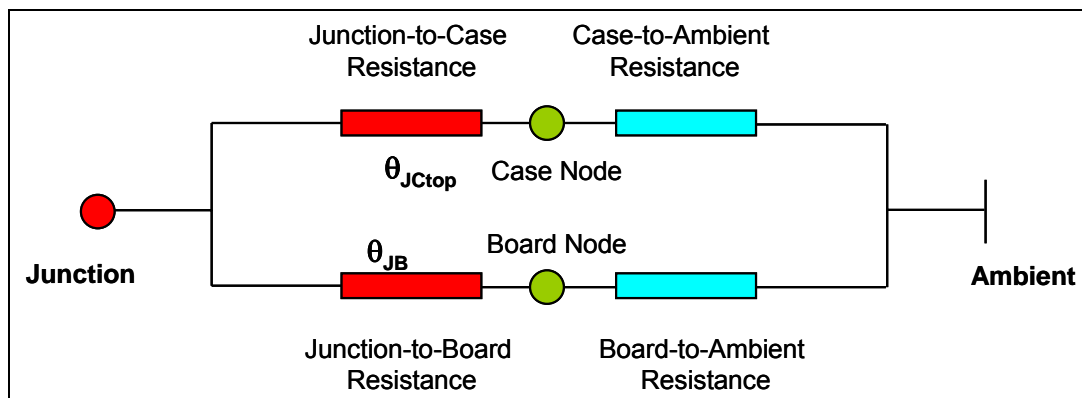 Junction-to-Case
Resistance
Case-to-Ambient
Resistance
θJCtop
Case Node
Junction
θJB
Board Node
Ambient
Junction-to-Board
Resistance
Board-to-Ambient
Resistance